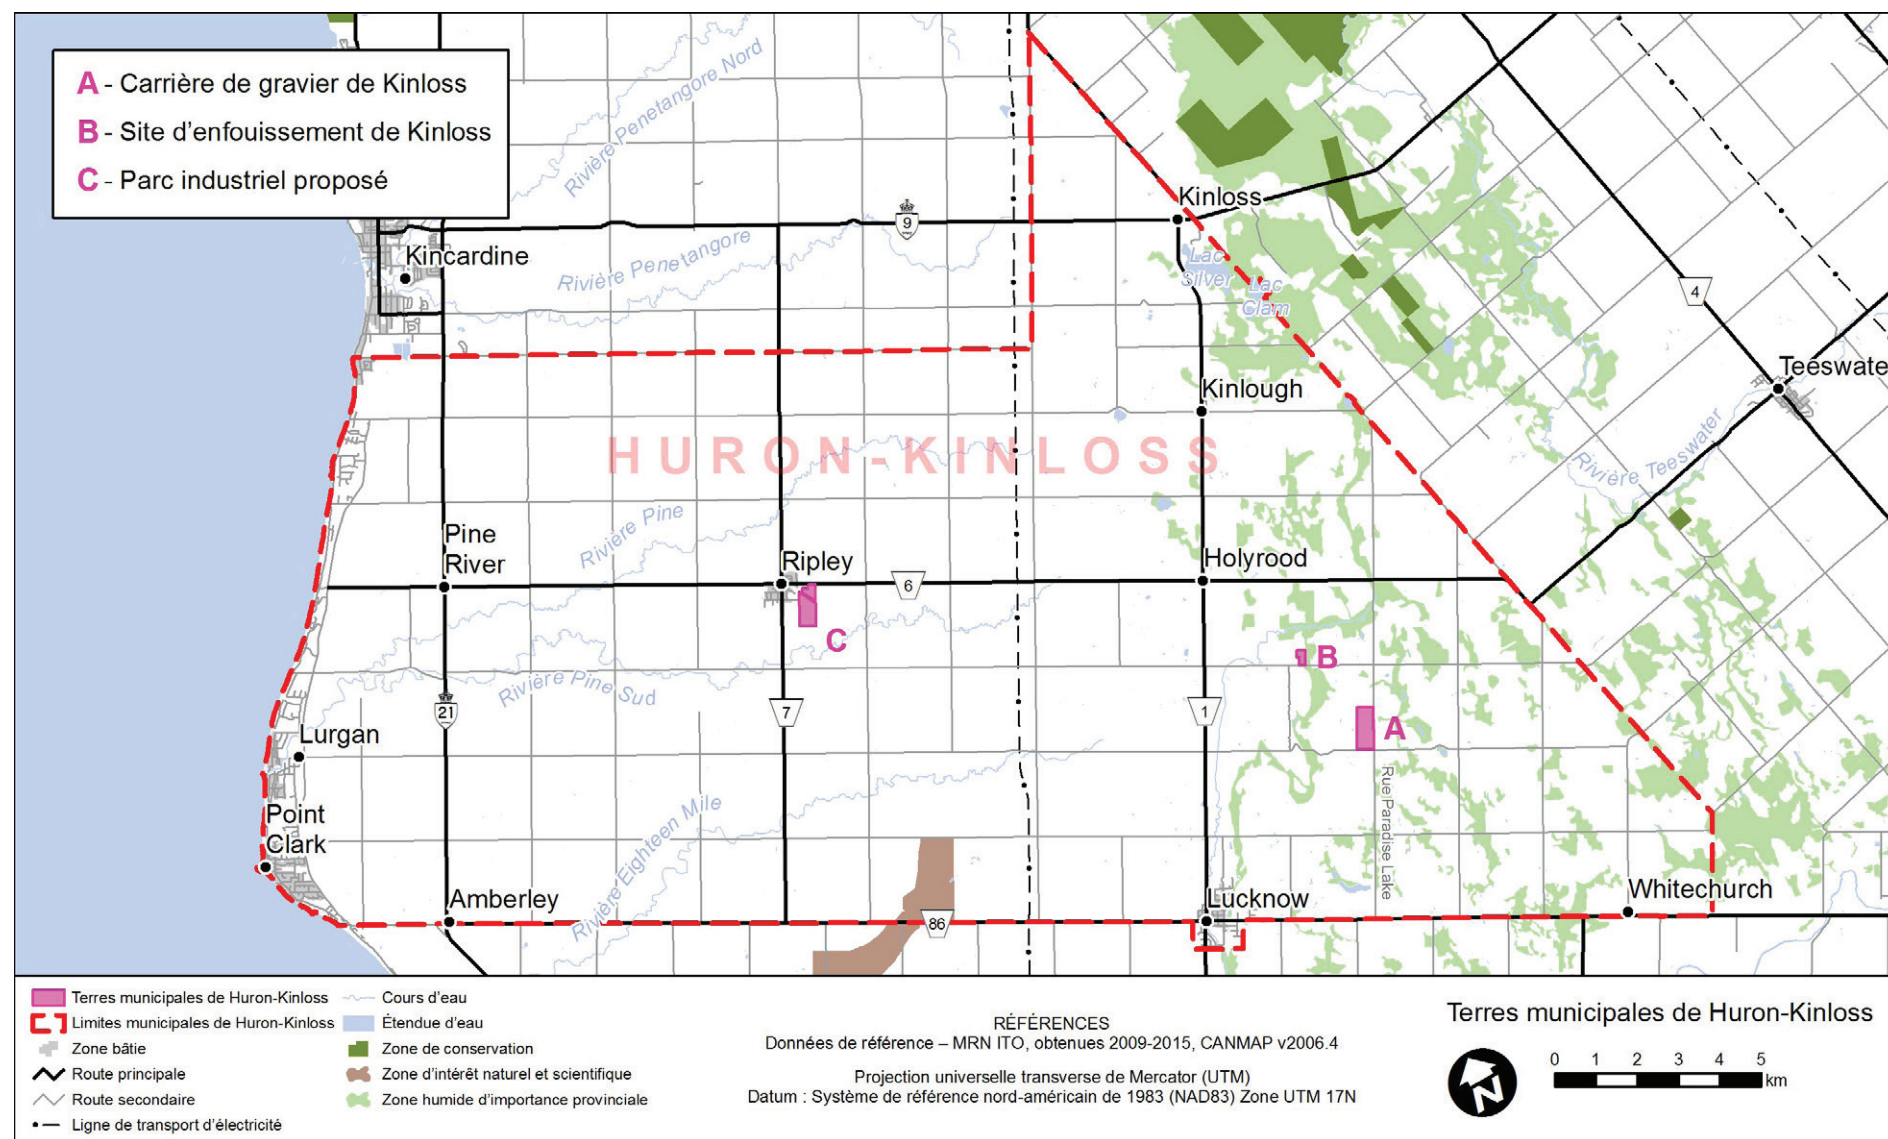 A - Carrière de gravier de Kinloss
B - Site d'enfouissement de Kinloss
C - Parc industriel proposé
Rivière Penetangore Nord
Kinloss
9
Kincardine
Rivière Penetangore
Lac
Silver
Lac
Clam
4
Teeswate
Kinlough
HURON-KINLOSS
Rivière Teeswater
Rivière Pine
Pine
River
Ripley
6
Holyrood
C
B
Rivière Pine Sud
21
7
1
A
Lurgan
Rue Paradise Lake
Point
Clark
Rivière Eighteen Mile
Amberley
86
Lucknow
Whitechurch
Terres municipales de Huron-Kinloss
Limites municipales de Huron-Kinloss
Zone bâtie
Route principale
Route secondaire
Ligne de transport d'électricité
Cours d'eau
Étendue d'eau
Zone de conservation
Zone d'intérêt naturel et scientifique
Zone humide d'importance provinciale
RÉFÉRENCES
Données de référence – MRN ITO, obtenues 2009-2015, CANMAP v2006.4
Projection universelle transverse de Mercator (UTM)
Datum : Système de référence nord-américain de 1983 (NAD83) Zone UTM 17N
Terres municipales de Huron-Kinloss
N
0 1 2 3 4 5
km